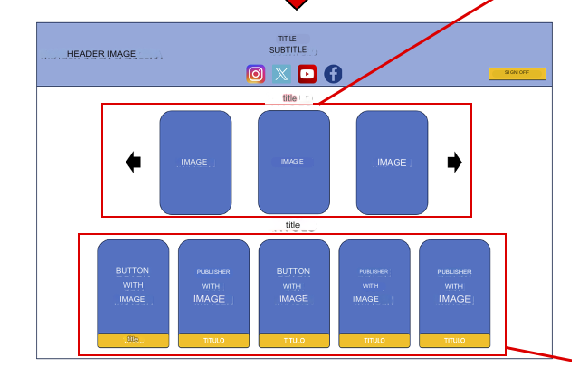 TITLE
HEADER IMAGE
SUBTITLE
SIGN OFF
title
IMAGE
IMAGE
IMAGE
title
BUTTON
WITH
IMAGE
PUBLISHER
WITH
IMAGE
BUTTON
WITH
IMAGE
PUBLISHER
WITH
IMAGE
PUBLISHER
WITH
IMAGE
TITULO
TITULO
TITULO
TITULO